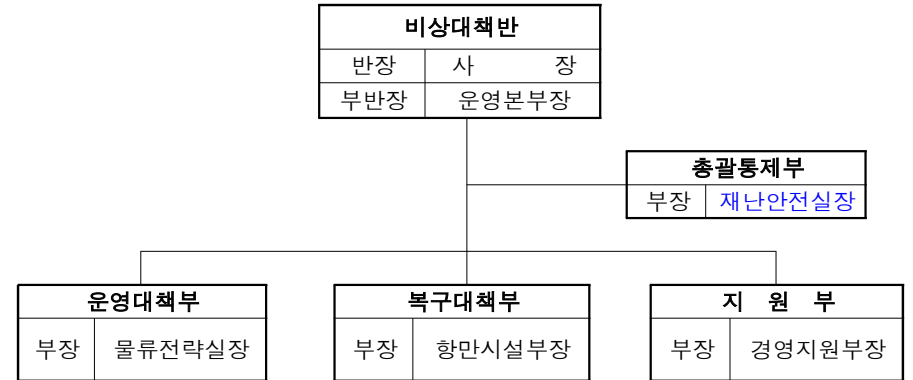 비상대책반
반장 사 장
부반장 운영본부장
총괄통제부
부장 재난안전실장
운영대책부 복구대책부 지 원 부
부장 물류전략실장 부장 항만시설부장 부장 경영지원부장